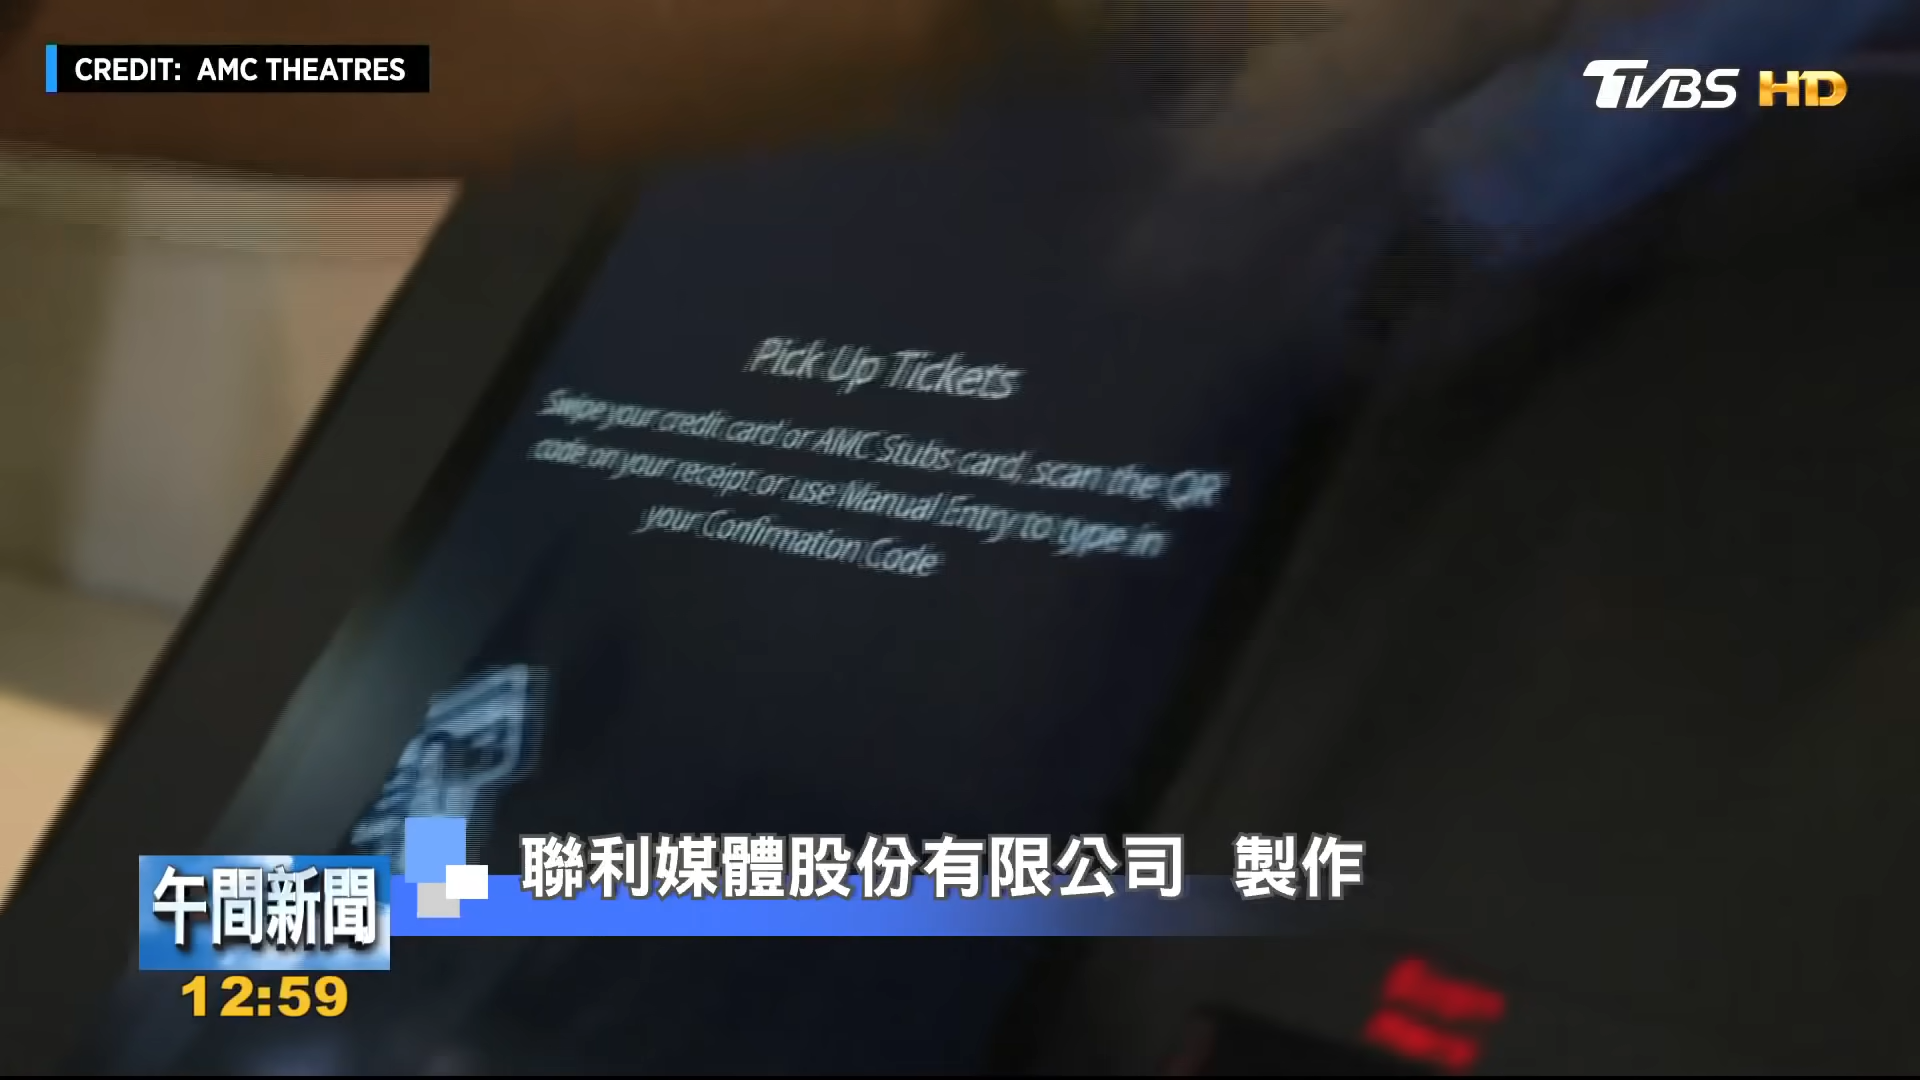 CREDIT: AMC THEATRES
TVBS HD
Pick Up Tickets
Swipe your credit card or AMC Stubs card, scan the QR
code on your receipt or use Manual Entry to type in
your Confirmation Code
聯利媒體股份有限公司 製作
午間新聞
12:59